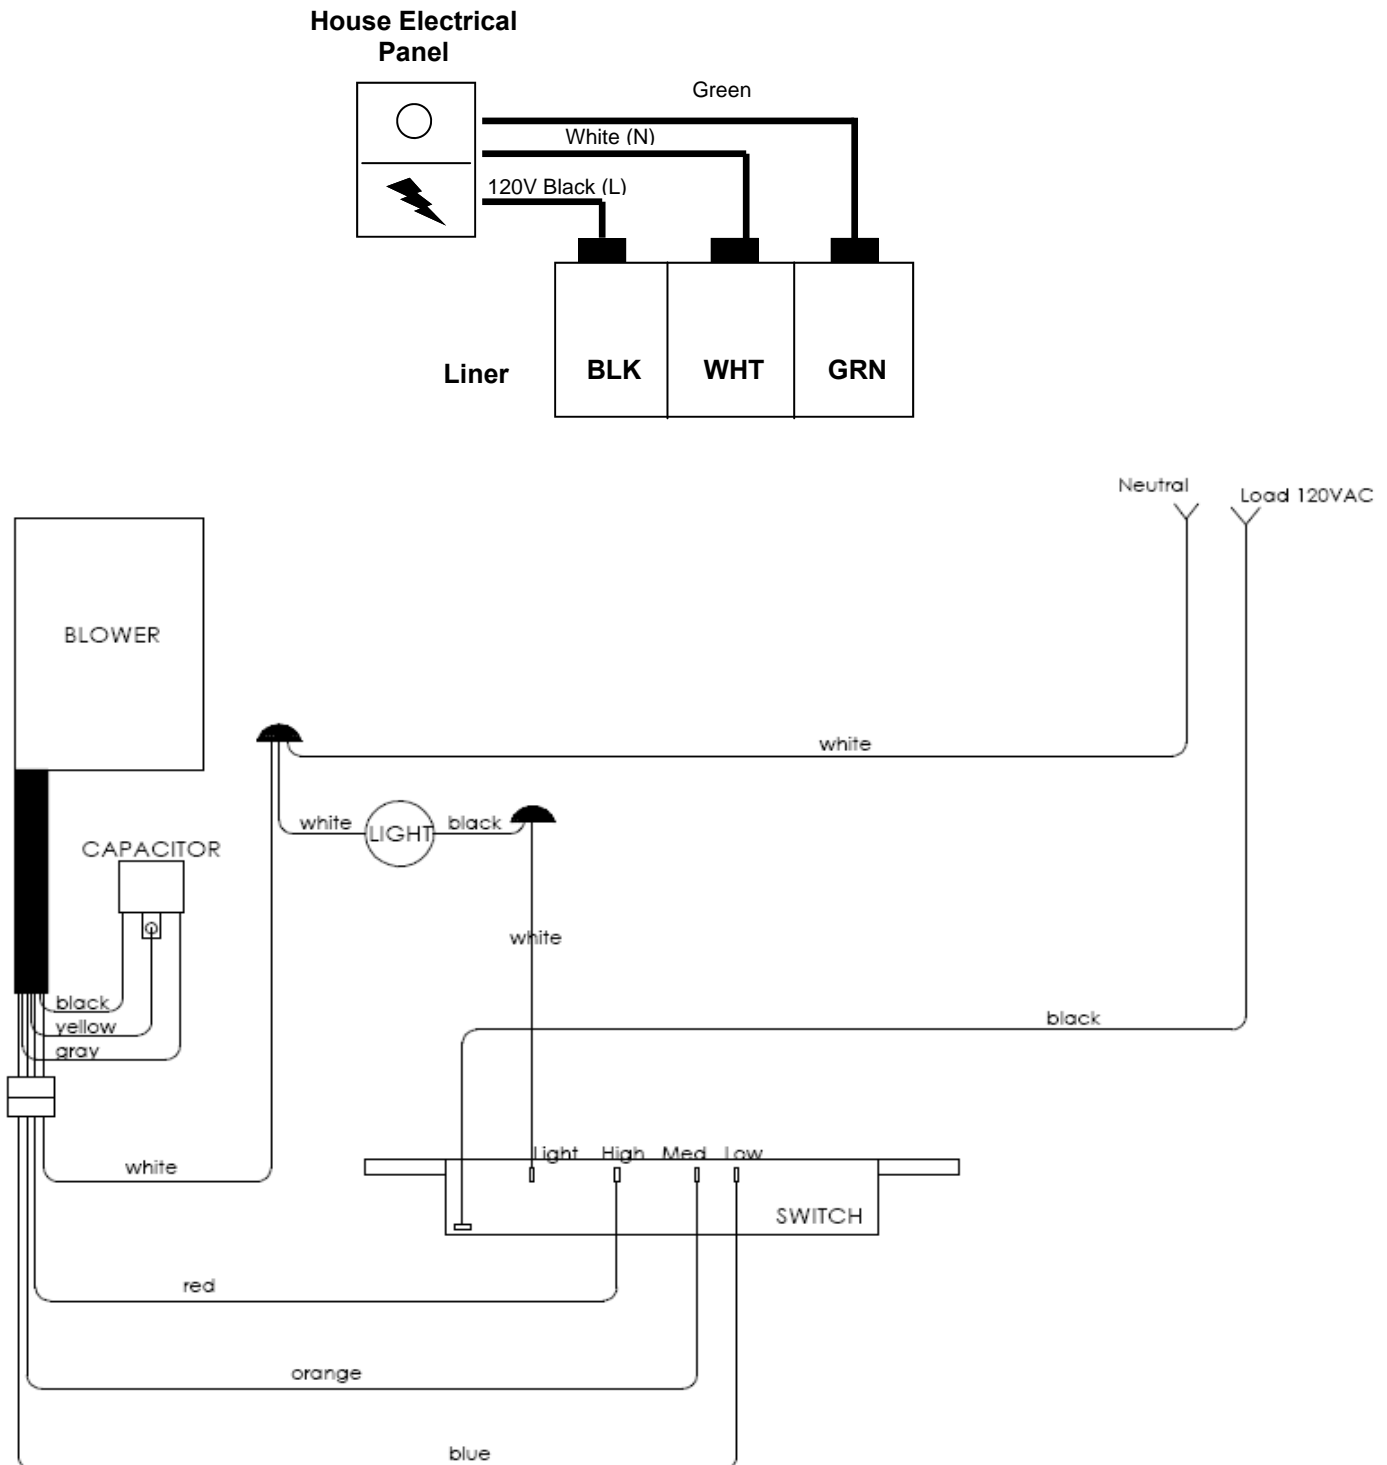 House Electrical
Panel
Green
White (N)
120V Black (L)
Liner
BLK
WHT
GRN
Neutral
Load 120VAC
BLOWER
white
white
LIGHT
black
CAPACITOR
white
black
yellow
gray
black
white
Light
High
Med
Low
SWITCH
red
orange
blue